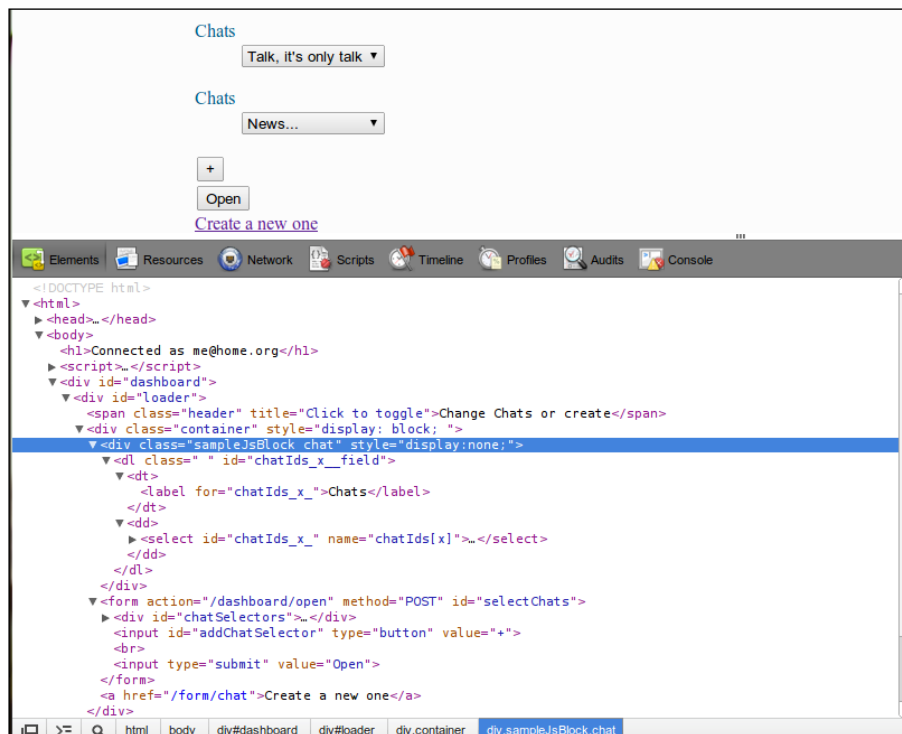 Chats
Talk, it's only talk
Chats
News...
+
Open
Create a new one
Elements Resources Network Scripts Timeline Profiles Audits Console
<!DOCTYPE html>
<html>
<head>…</head>
<body>
<h1>Connected as me@home.org</h1>
<script>…</script>
<div id="dashboard">
<div id="loader">
<span class="header" title="Click to toggle">Change Chats or create</span>
<div class="container" style="display: block; ">
<div class="sampleJsBlock chat" style="display:none;">
<dl class=" " id="chatIds_x__field">
<dt>
<label for="chatIds_x_">Chats</label>
</dt>
<dd>
<select id="chatIds_x_" name="chatIds[x]">…</select>
</dd>
</dl>
</div>
<form action="/dashboard/open" method="POST" id="selectChats">
<div id="chatSelectors">…</div>
<input id="addChatSelector" type="button" value="+">
<br>
<input type="submit" value="Open">
</form>
<a href="/form/chat">Create a new one</a>
</div>
html body div#dashboard div#loader div.container div.sampleJsBlock.chat